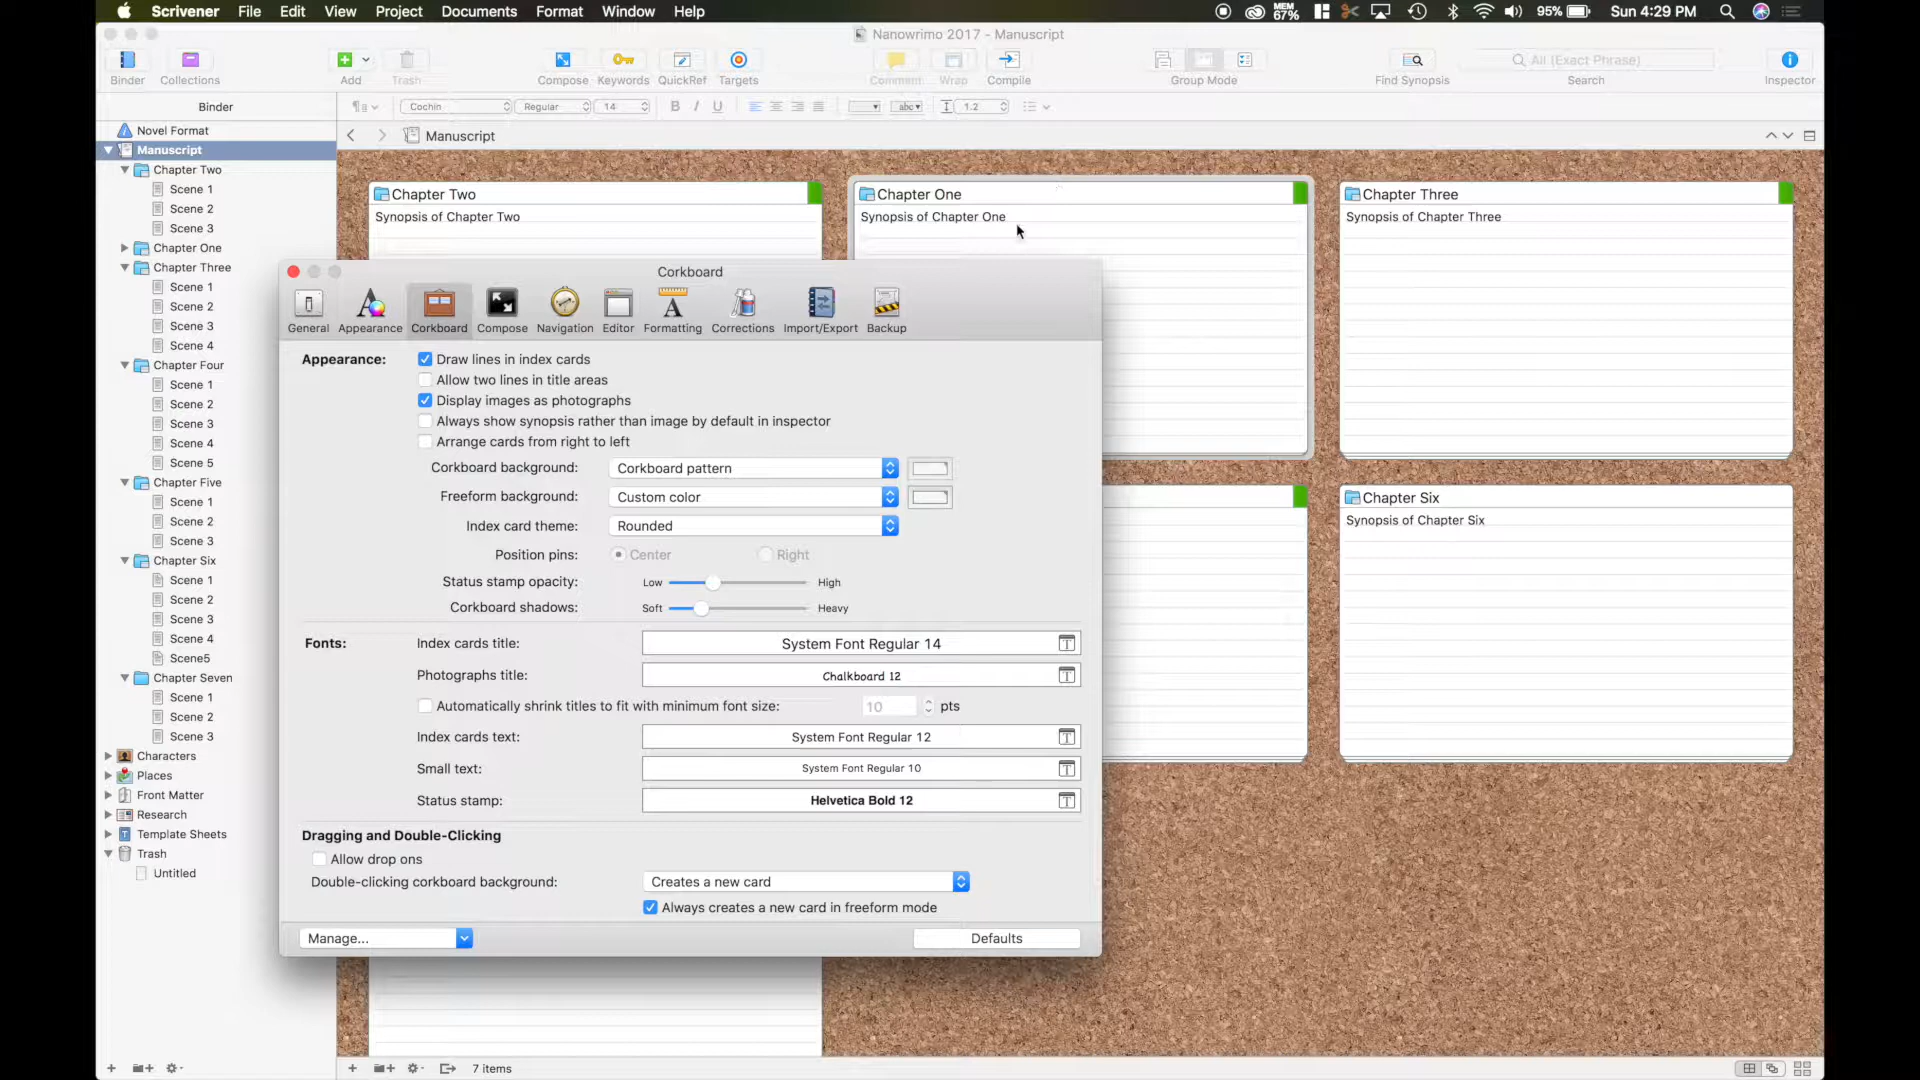 Scrivener File Edit View Project Documents Format Window Help MEM 67% 95% Sun 4:29 PM
Nanowrimo 2017 - Manuscript
Binder Collections Add Trash Compose Keywords QuickRef Targets Comment Wrap Compile Group Mode Find Synopsis All (Exact Phrase) Search Inspector
Binder
Cochin Regular 14 B I U abc 1.2
Novel Format
Manuscript
Chapter Two
Scene 1
Scene 2
Scene 3
Chapter One
Chapter Three
Scene 1
Scene 2
Scene 3
Scene 4
Chapter Four
Scene 1
Scene 2
Scene 3
Scene 4
Scene 5
Chapter Five
Scene 1
Scene 2
Scene 3
Chapter Six
Scene 1
Scene 2
Scene 3
Scene 4
Scene5
Chapter Seven
Scene 1
Scene 2
Scene 3
Characters
Places
Front Matter
Research
Template Sheets
Trash
Untitled
Manuscript
Chapter Two
Synopsis of Chapter Two
Chapter One
Synopsis of Chapter One
Chapter Three
Synopsis of Chapter Three
Chapter Six
Synopsis of Chapter Six
Corkboard
General Appearance Corkboard Compose Navigation Editor Formatting Corrections Import/Export Backup
Appearance: Draw lines in index cards
Allow two lines in title areas
Display images as photographs
Always show synopsis rather than image by default in inspector
Arrange cards from right to left
Corkboard background: Corkboard pattern
Freeform background: Custom color
Index card theme: Rounded
Position pins: Center Right
Status stamp opacity: Low High
Corkboard shadows: Soft Heavy
Fonts: Index cards title: System Font Regular 14
Photographs title: Chalkboard 12
Automatically shrink titles to fit with minimum font size: 10 pts
Index cards text: System Font Regular 12
Small text: System Font Regular 10
Status stamp: Helvetica Bold 12
Dragging and Double-Clicking
Allow drop ons
Double-clicking corkboard background: Creates a new card
Always creates a new card in freeform mode
Manage... Defaults
7 items